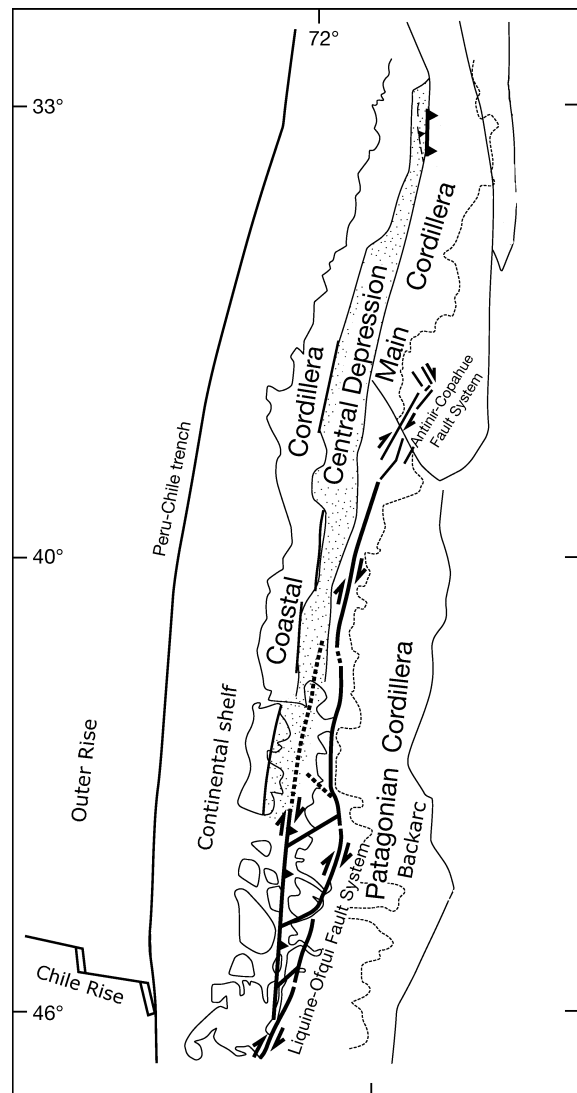 72°
33°
Cordillera
Central Depression
Main
Cordillera
Antinir-Copahue
Fault System
Peru-Chile trench
40°
Coastal
Continental shelf
Outer Rise
Patagonian Cordillera
Backarc
Liquine-Ofqui Fault System
Chile Rise
46°